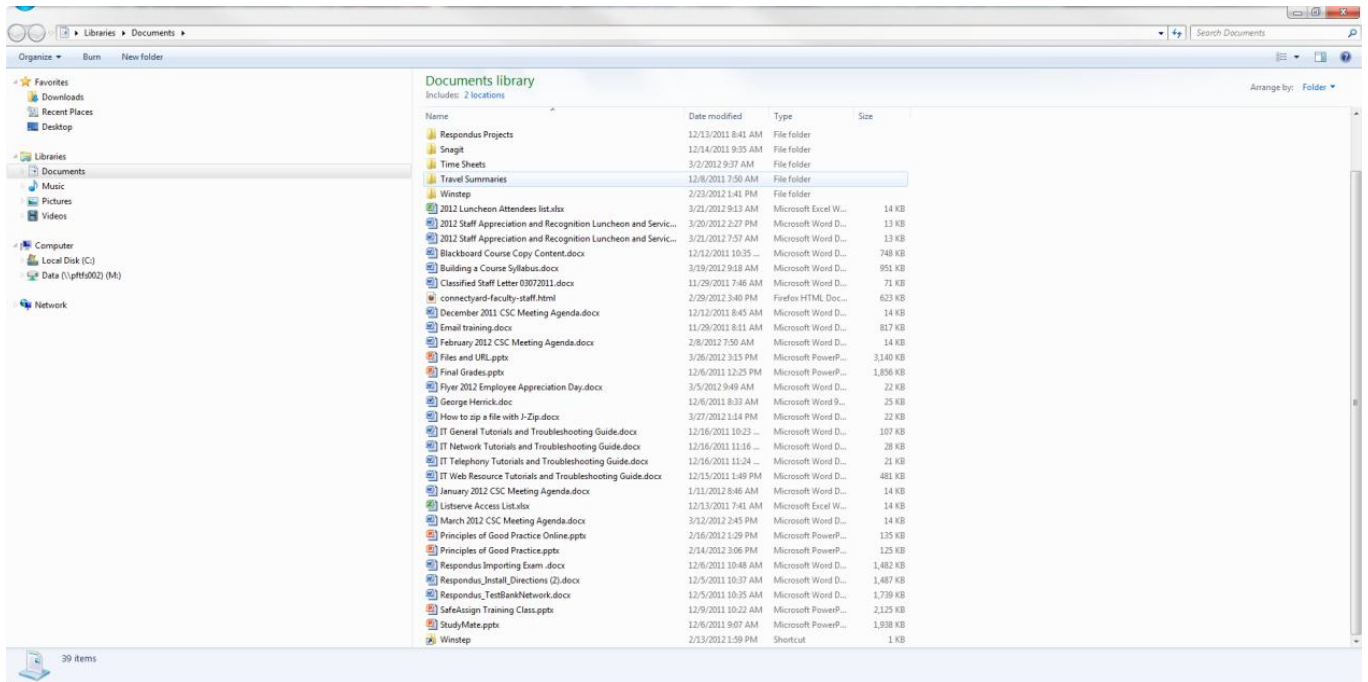 Libraries ▸ Documents ▸ Search Documents
Organize Burn New folder
Favorites
Downloads
Recent Places
Desktop
Libraries
Documents
Music
Pictures
Videos
Computer
Local Disk (C:)
Data (\\pftfs002) (M:)
Network
Documents library
Includes: 2 locations
Arrange by: Folder
Name Date modified Type Size
Respondus Projects 12/13/2011 8:41 AM File folder
Snagit 12/14/2011 9:35 AM File folder
Time Sheets 3/2/2012 9:37 AM File folder
Travel Summaries 12/8/2011 7:50 AM File folder
Winstep 2/23/2012 1:41 PM File folder
2012 Luncheon Attendees list.xlsx 3/21/2012 9:13 AM Microsoft Excel W... 14 KB
2012 Staff Appreciation and Recognition Luncheon and Servic... 3/20/2012 2:27 PM Microsoft Word D... 13 KB
2012 Staff Appreciation and Recognition Luncheon and Servic... 3/21/2012 7:57 AM Microsoft Word D... 13 KB
Blackboard Course Copy Content.docx 12/12/2011 10:35 ... Microsoft Word D... 748 KB
Building a Course Syllabus.docx 3/19/2012 9:18 AM Microsoft Word D... 951 KB
Classified Staff Letter 03072011.docx 11/29/2011 7:46 AM Microsoft Word D... 71 KB
connectyard-faculty-staff.html 2/29/2012 3:40 PM Firefox HTML Doc... 623 KB
December 2011 CSC Meeting Agenda.docx 12/12/2011 8:45 AM Microsoft Word D... 14 KB
Email training.docx 11/29/2011 8:11 AM Microsoft Word D... 817 KB
February 2012 CSC Meeting Agenda.docx 2/8/2012 7:50 AM Microsoft Word D... 14 KB
Files and URL.pptx 3/26/2012 3:15 PM Microsoft PowerP... 3,140 KB
Final Grades.pptx 12/6/2011 12:25 PM Microsoft PowerP... 1,856 KB
Flyer 2012 Employee Appreciation Day.docx 3/5/2012 9:49 AM Microsoft Word D... 22 KB
George Herrick.doc 12/6/2011 8:33 AM Microsoft Word 9... 25 KB
How to zip a file with J-Zip.docx 3/27/2012 1:14 PM Microsoft Word D... 22 KB
IT General Tutorials and Troubleshooting Guide.docx 12/16/2011 10:23 ... Microsoft Word D... 107 KB
IT Network Tutorials and Troubleshooting Guide.docx 12/16/2011 11:16 ... Microsoft Word D... 28 KB
IT Telephony Tutorials and Troubleshooting Guide.docx 12/16/2011 11:24 ... Microsoft Word D... 21 KB
IT Web Resource Tutorials and Troubleshooting Guide.docx 12/15/2011 1:49 PM Microsoft Word D... 481 KB
January 2012 CSC Meeting Agenda.docx 1/11/2012 8:46 AM Microsoft Word D... 14 KB
Listserve Access List.xlsx 12/13/2011 7:41 AM Microsoft Excel W... 14 KB
March 2012 CSC Meeting Agenda.docx 3/12/2012 2:45 PM Microsoft Word D... 14 KB
Principles of Good Practice Online.pptx 2/16/2012 1:29 PM Microsoft PowerP... 135 KB
Principles of Good Practice.pptx 2/14/2012 3:06 PM Microsoft PowerP... 125 KB
Respondus Importing Exam .docx 12/6/2011 10:48 AM Microsoft Word D... 1,482 KB
Respondus_Install_Directions (2).docx 12/5/2011 10:37 AM Microsoft Word D... 1,487 KB
Respondus_TestBankNetwork.docx 12/5/2011 10:35 AM Microsoft Word D... 1,739 KB
SafeAssign Training Class.pptx 12/9/2011 10:22 AM Microsoft PowerP... 2,125 KB
StudyMate.pptx 12/6/2011 9:07 AM Microsoft PowerP... 1,938 KB
Winstep 2/13/2012 1:59 PM Shortcut 1 KB
39 items